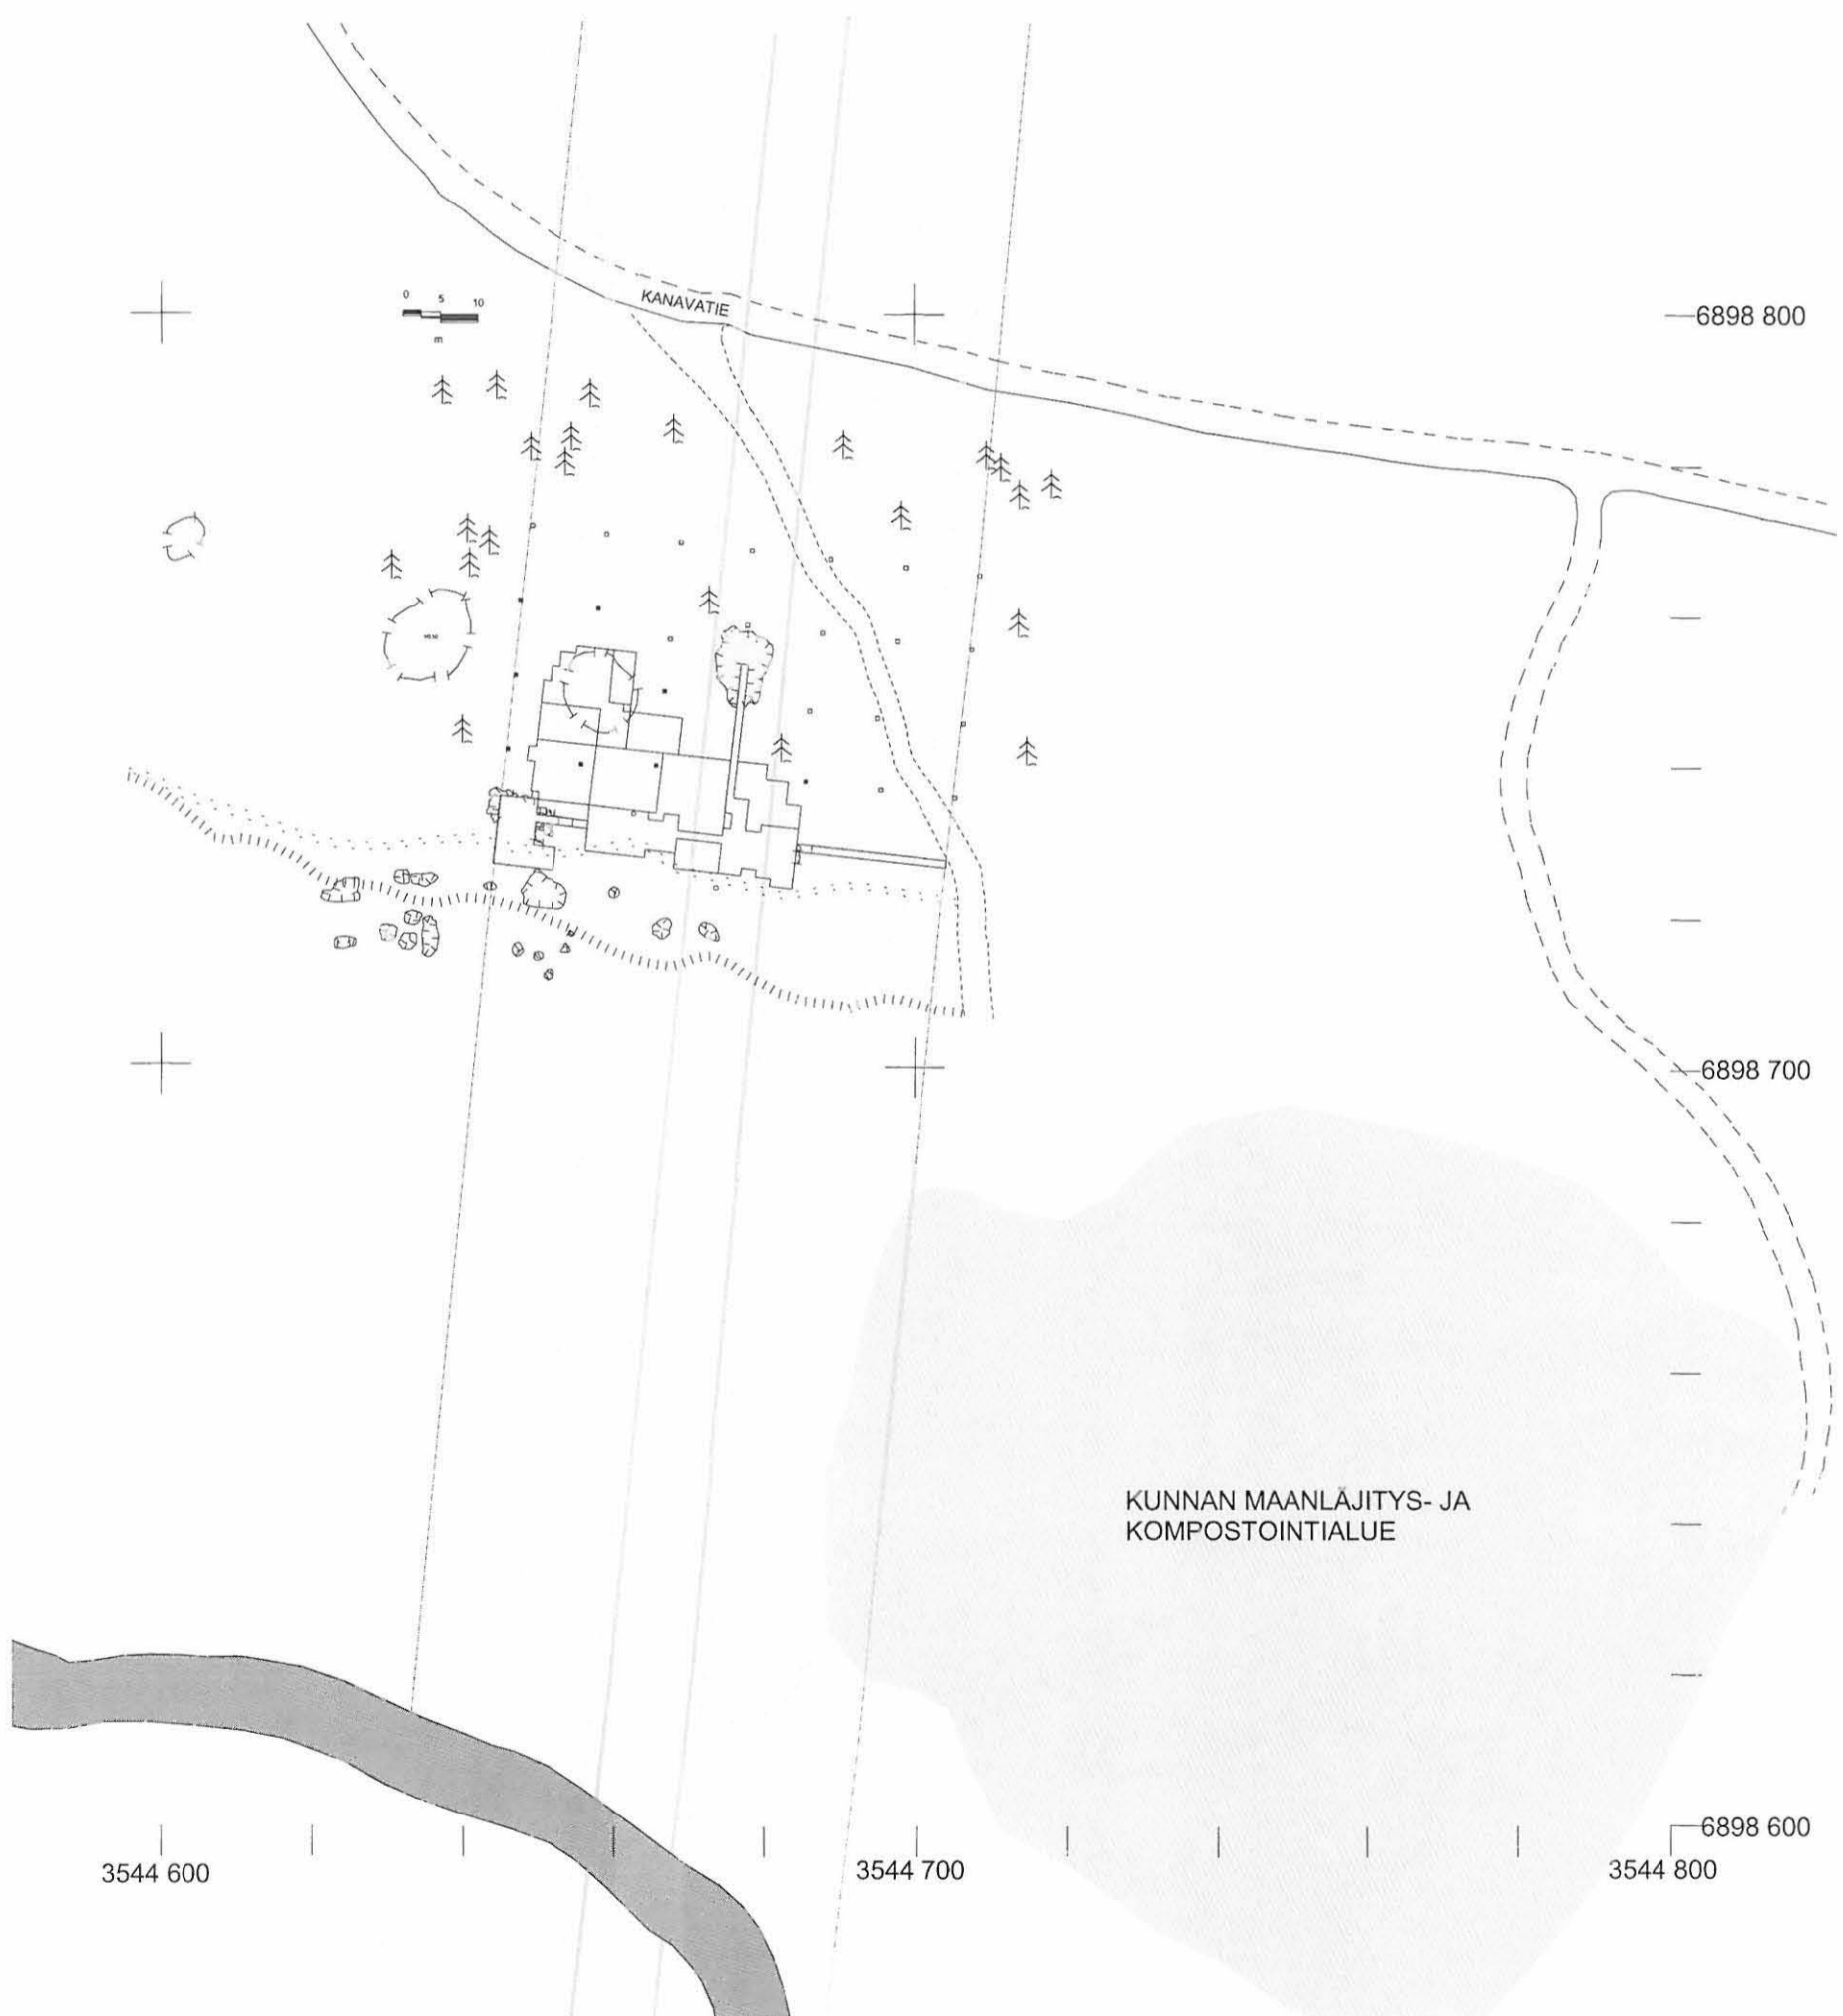 0 5 10
m
KANAVATIE
6898 800
6898 700
KUNNAN MAANLÄJITYS- JA
KOMPOSTOINTIALUE
6898 600
3544 600
3544 700
3544 800